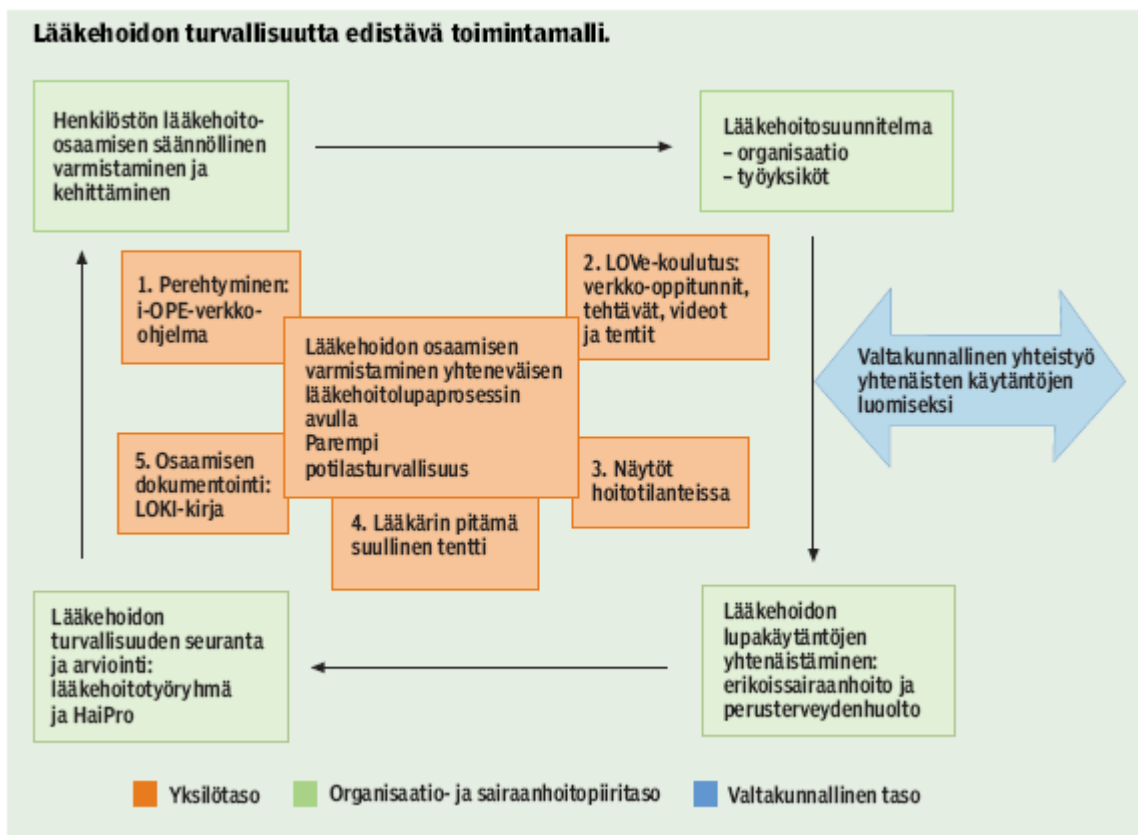 Lääkehoidon turvallisuutta edistävä toimintamalli.
Henkilöstön lääkehoito-
osaamisen säännöllinen
varmistaminen ja
kehittäminen
Lääkehoitosuunnitelma
– organisaatio
– työyksiköt
1. Perehtyminen:
i-OPE-verkko-
ohjelma
2. LOVe-koulutus:
verkko-oppitunnit,
tehtävät, videot
ja tentit
Lääkehoidon osaamisen
varmistaminen yhteneväisen
lääkehoitolupaprosessin
avulla
Parempi
potilasturvallisuus
Valtakunnallinen yhteistyö
yhtenäisten käytäntöjen
luomiseksi
5. Osaamisen
dokumentointi:
LOKI-kirja
3. Näytöt
hoitotilanteissa
4. Lääkärin pitämä
suullinen tentti
Lääkehoidon
turvallisuuden seuranta
ja arviointi:
lääkehoitotyöryhmä
ja HaiPro
Lääkehoidon
lupakäytäntöjen
yhtenäistäminen:
erikoissairaanhoito ja
perusterveydenhuolto
Yksilötaso
Organisaatio- ja sairaanhoitopiiritaso
Valtakunnallinen taso